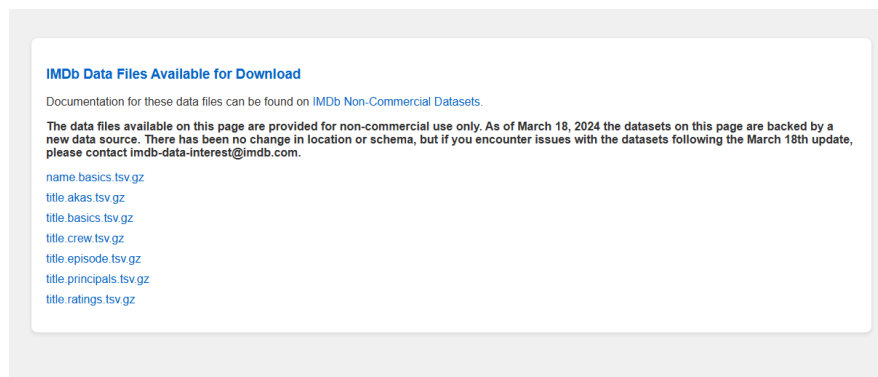 IMDb Data Files Available for Download
Documentation for these data files can be found on IMDb Non-Commercial Datasets.
The data files available on this page are provided for non-commercial use only. As of March 18, 2024 the datasets on this page are backed by a
new data source. There has been no change in location or schema, but if you encounter issues with the datasets following the March 18th update,
please contact imdb-data-interest@imdb.com.
name.basics.tsv.gz
title.akas.tsv.gz
title.basics.tsv.gz
title.crew.tsv.gz
title.episode.tsv.gz
title.principals.tsv.gz
title.ratings.tsv.gz